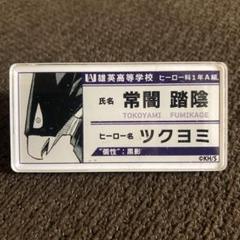 雄英高等学校 ヒーロー科1年A組
氏名 常闇 踏陰
TOKOYAMI FUMIKAGE
ヒーロー名 ツクヨミ
"個性":黒影
©KH/S